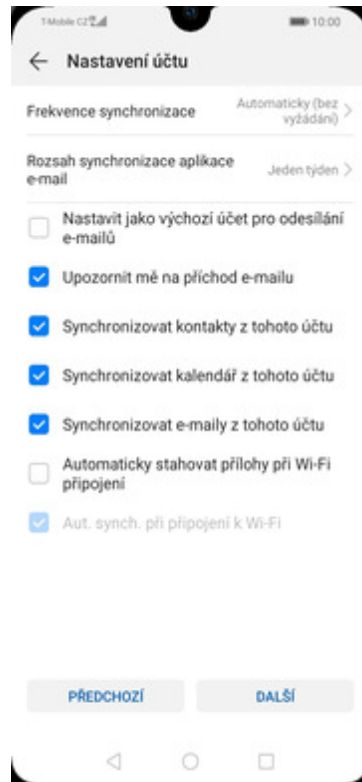 T-Mobile CZ
10:00
Nastavení účtu
Frekvence synchronizace
Automaticky (bez
vyžádání)
Rozsah synchronizace aplikace
e-mail
Jeden týden
Nastavit jako výchozí účet pro odesílání
e-mailů
Upozornit mě na příchod e-mailu
Synchronizovat kontakty z tohoto účtu
Synchronizovat kalendář z tohoto účtu
Synchronizovat e-maily z tohoto účtu
Automaticky stahovat přílohy při Wi-Fi
připojení
Aut. synch. při připojení k Wi-Fi
PŘEDCHOZÍ
DALŠÍ